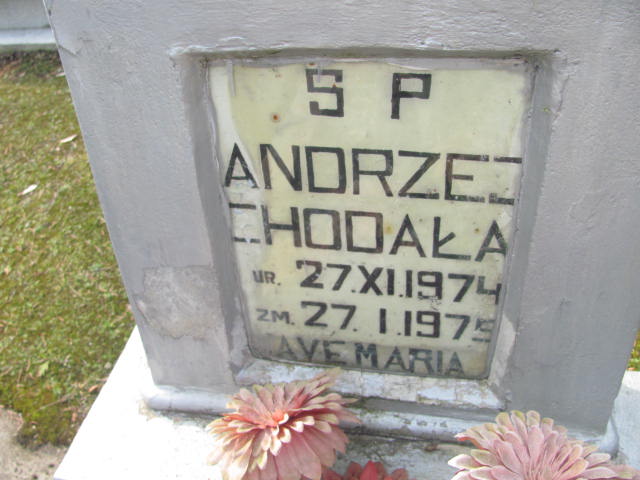 S P
ANDRZEJ
CHODAŁA
UR. 27.XI.1974
ZM. 27.I.1975
AVE MARIA